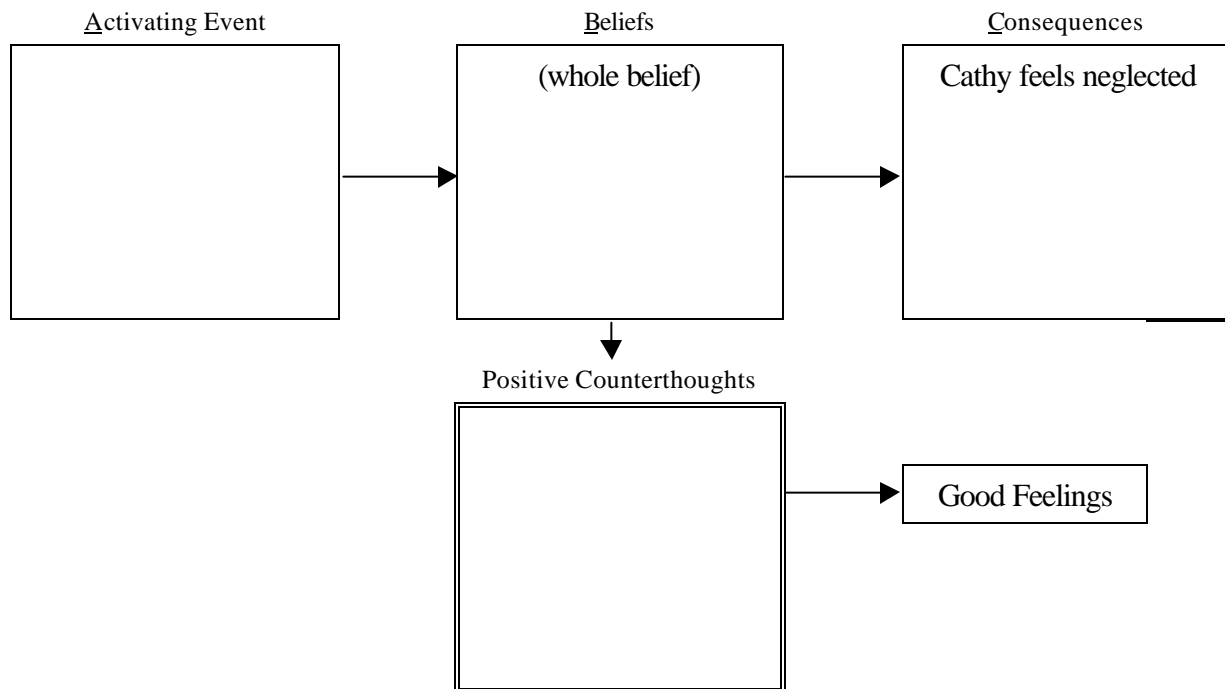 Activating Event
Beliefs
Consequences
(whole belief)
Cathy feels neglected
Positive Counterthoughts
Good Feelings